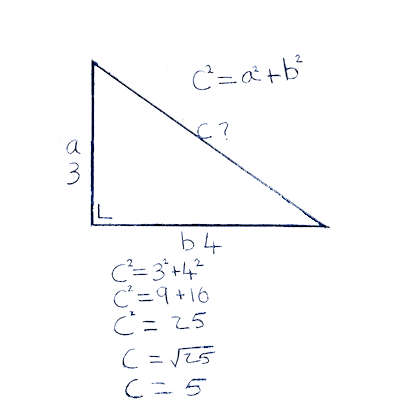 C² = a² + b²
c ?
a
3
b 4
C² = 3² + 4²
C² = 9 + 16
C² = 25
C = √25
C = 5